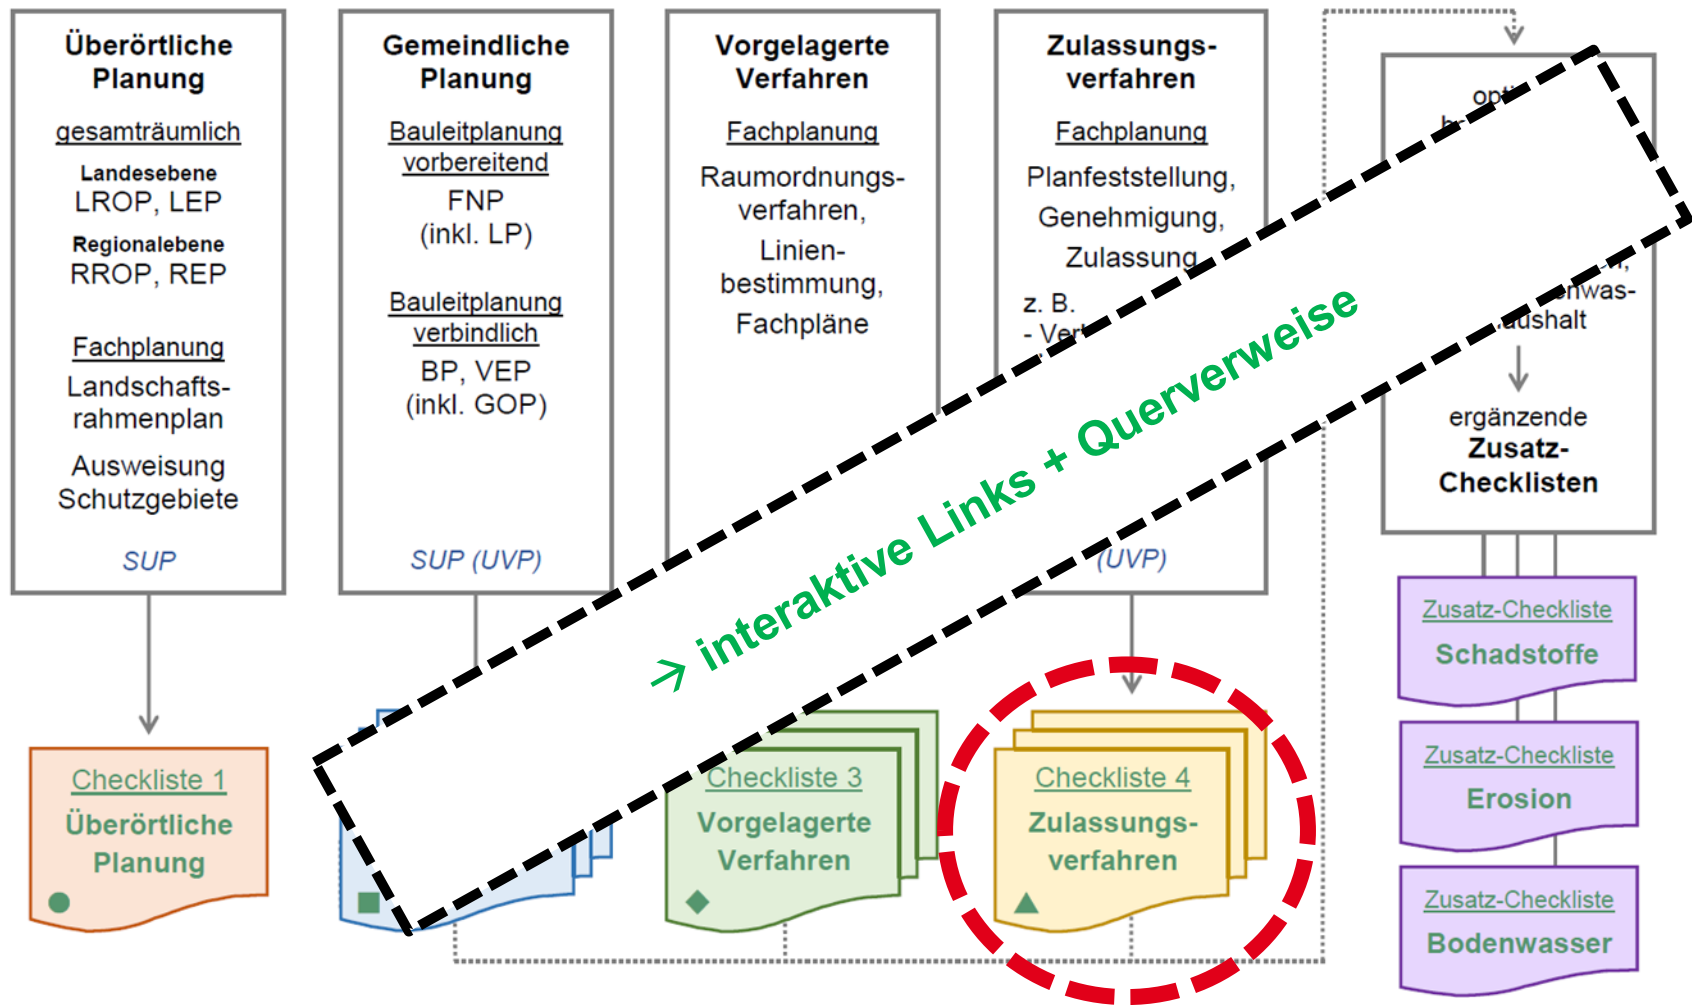 Überörtliche
Planung
gesamträumlich
Landesebene
LROP, LEP
Regionalebene
RROP, REP
Fachplanung
Landschafts-
rahmenplan
Ausweisung
Schutzgebiete
SUP
Gemeindliche
Planung
Bauleitplanung
vorbereitend
FNP
(inkl. LP)
Bauleitplanung
verbindlich
BP, VEP
(inkl. GOP)
SUP (UVP)
Vorgelagerte
Verfahren
Fachplanung
Raumordnungs-
verfahren,
Linien-
bestimmung,
Fachpläne
Zulassungs-
verfahren
Fachplanung
Planfeststellung,
Genehmigung,
Zulassung
z. B.
(UVP)
ergänzende
Zusatz-
Checklisten
→ interaktive Links + Querverweise
Checkliste 1
Überörtliche
Planung
Checkliste 3
Vorgelagerte
Verfahren
Checkliste 4
Zulassungs-
verfahren
Zusatz-Checkliste
Schadstoffe
Zusatz-Checkliste
Erosion
Zusatz-Checkliste
Bodenwasser